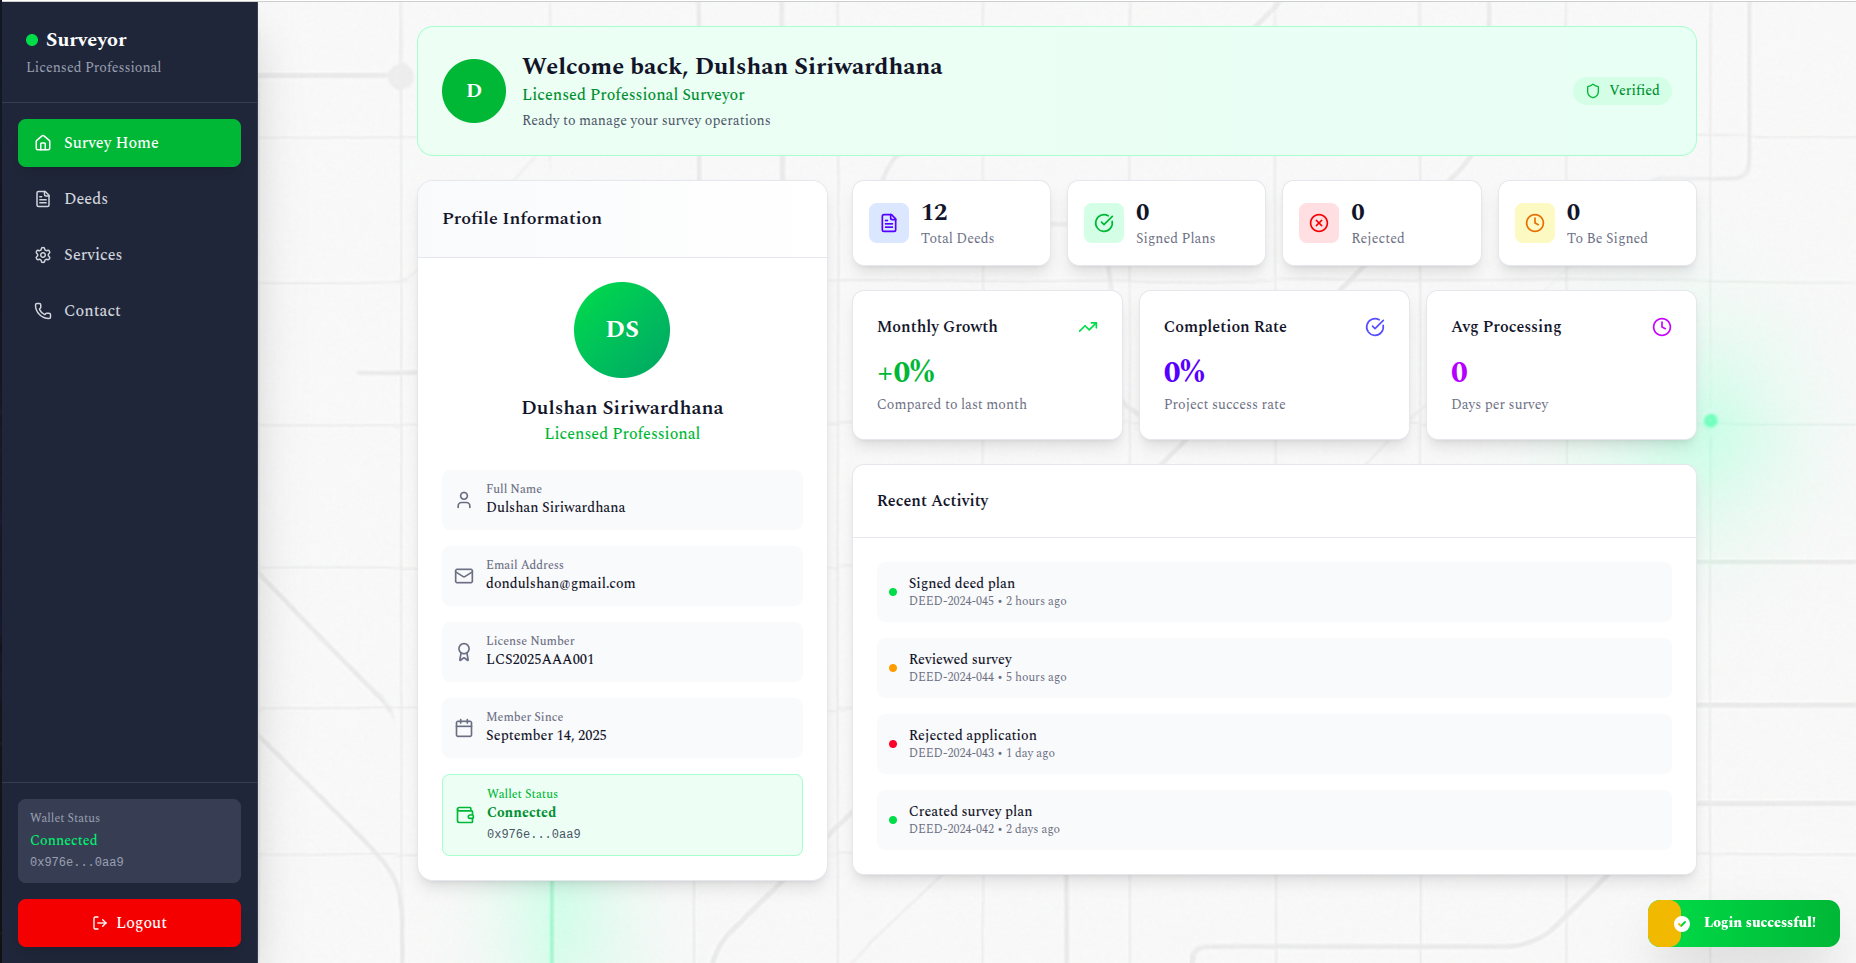 Surveyor
Licensed Professional
Survey Home
Deeds
Services
Contact
Wallet Status
Connected
0x976e...0aa9
Logout
D
Welcome back, Dulshan Siriwardhana
Licensed Professional Surveyor
Ready to manage your survey operations
Verified
Profile Information
DS
Dulshan Siriwardhana
Licensed Professional
Full Name
Dulshan Siriwardhana
Email Address
dondulshan@gmail.com
License Number
LCS2025AAA001
Member Since
September 14, 2025
Wallet Status
Connected
0x976e...0aa9
12
Total Deeds
0
Signed Plans
0
Rejected
0
To Be Signed
Monthly Growth
+0%
Compared to last month
Completion Rate
0%
Project success rate
Avg Processing
0
Days per survey
Recent Activity
Signed deed plan
DEED-2024-045 • 2 hours ago
Reviewed survey
DEED-2024-044 • 5 hours ago
Rejected application
DEED-2024-043 • 1 day ago
Created survey plan
DEED-2024-042 • 2 days ago
Login successful!